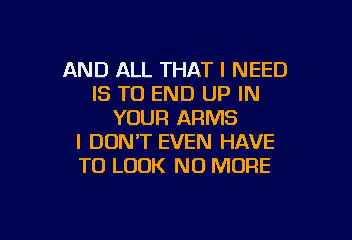 AND ALL THAT I NEED
IS TO END UP IN
YOUR ARMS
I DON'T EVEN HAVE
TO LOOK NO MORE